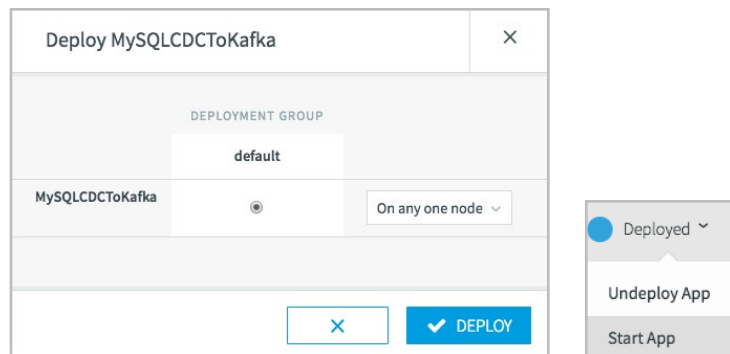 Deploy MySQLCDCToKafka
DEPLOYMENT GROUP
default
MySQLCDCToKafka
On any one node
DEPLOY
Deployed
Undeploy App
Start App